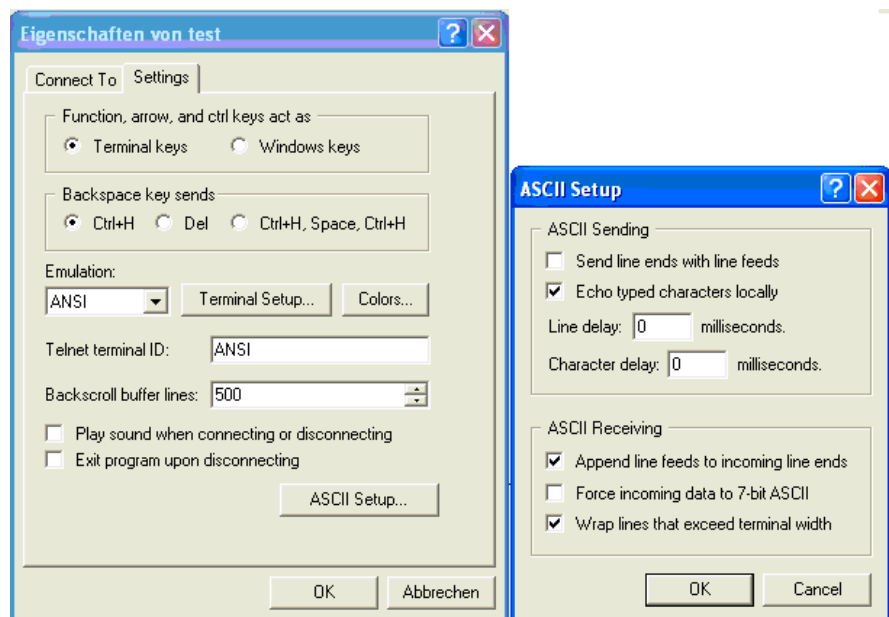 Eigenschaften von test
Connect To Settings
Function, arrow, and ctrl keys act as
Terminal keys Windows keys
Backspace key sends
Ctrl+H Del Ctrl+H, Space, Ctrl+H
Emulation:
ANSI Terminal Setup... Colors...
Telnet terminal ID: ANSI
Backscroll buffer lines: 500
Play sound when connecting or disconnecting
Exit program upon disconnecting
ASCII Setup...
OK Abbrechen
ASCII Setup
ASCII Sending
Send line ends with line feeds
Echo typed characters locally
Line delay: 0 milliseconds.
Character delay: 0 milliseconds.
ASCII Receiving
Append line feeds to incoming line ends
Force incoming data to 7-bit ASCII
Wrap lines that exceed terminal width
OK Cancel